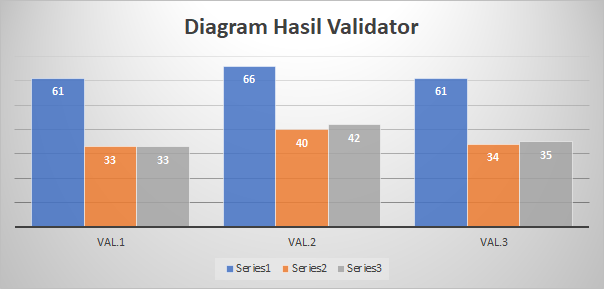 Diagram Hasil Validator
61 33 33 66 40 42 61 34 35
VAL.1 VAL.2 VAL.3
Series1 Series2 Series3